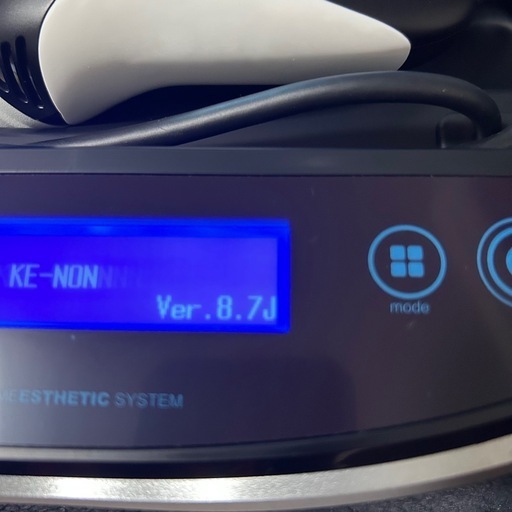 KE-NON
Ver.8.7J
mode
ESTHETIC SYSTEM